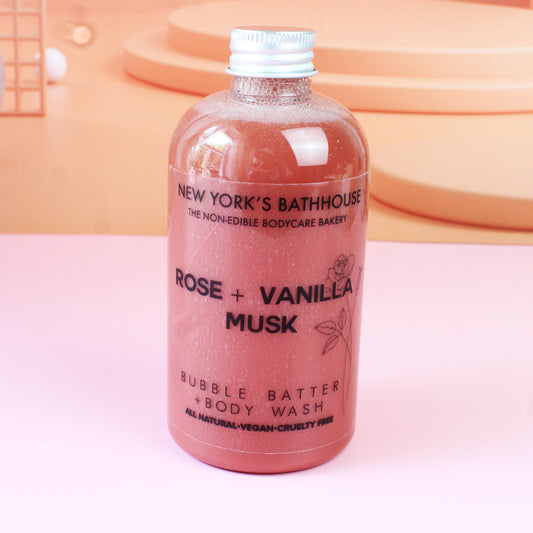 NEW YORK'S BATHHOUSE
THE NON-EDIBLE BODYCARE BAKERY
ROSE + VANILLA
MUSK
BUBBLE BATTER
+BODY WASH
ALL NATURAL•VEGAN•CRUELTY FREE